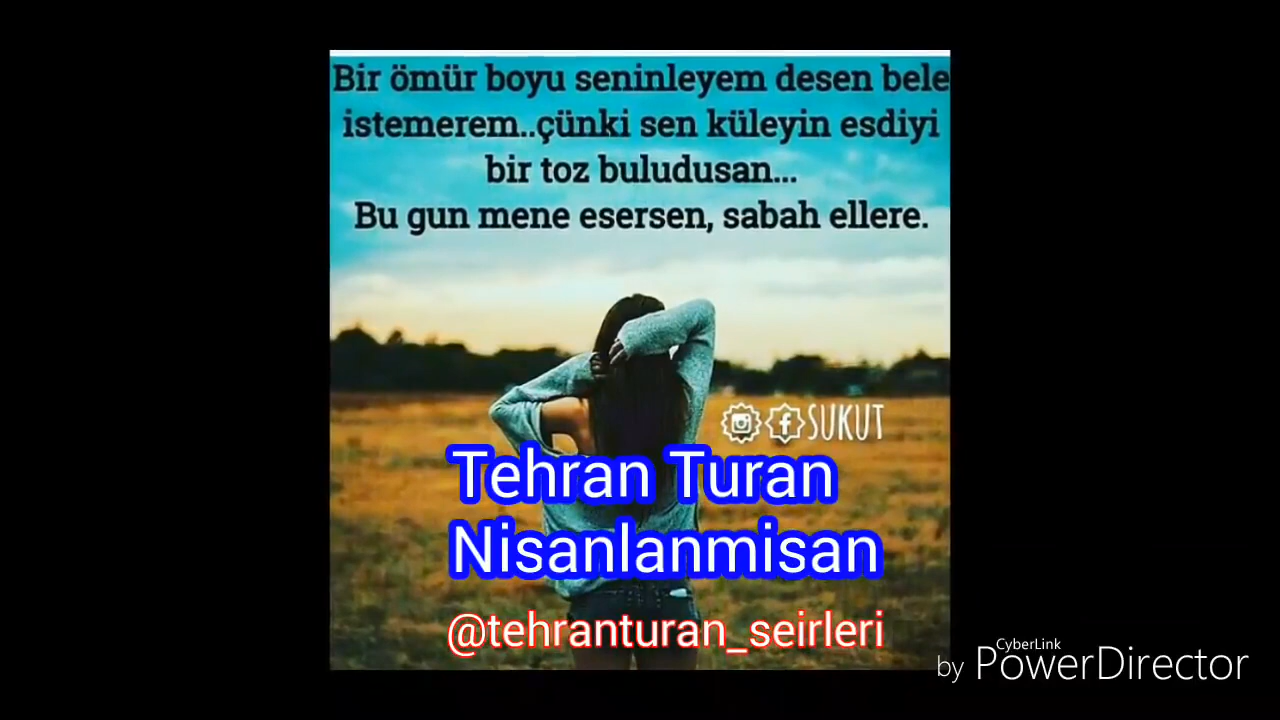 Bir ömür boyu seninleyem desen bele
istemerem..çünki sen küleyin esdiyi
bir toz buludusan...
Bu gun mene esersen, sabah ellere.
SUKUT
Tehran Turan
Nisanlanmisan
@tehranturan_seirleri
CyberLink
by PowerDirector